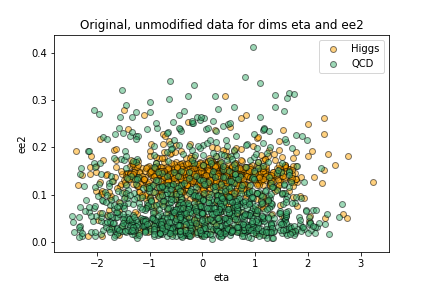 Original, unmodified data for dims eta and ee2
Higgs
QCD
0.4
0.3
0.2
0.1
0.0
ee2
−2 −1 0 1 2 3
eta